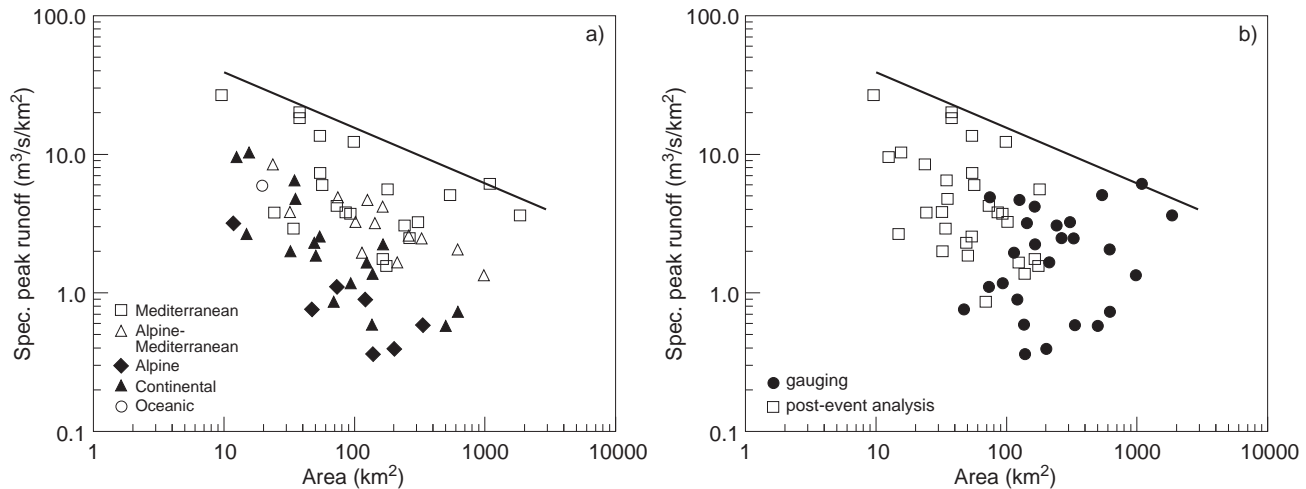 100.0
10.0
1.0
0.1
Spec. peak runoff (m³/s/km²)
a)
Mediterranean
Alpine-
Mediterranean
Alpine
Continental
Oceanic
1 10 100 1000 10000
Area (km²)
100.0
10.0
1.0
0.1
Spec. peak runoff (m³/s/km²)
b)
gauging
post-event analysis
1 10 100 1000 10000
Area (km²)